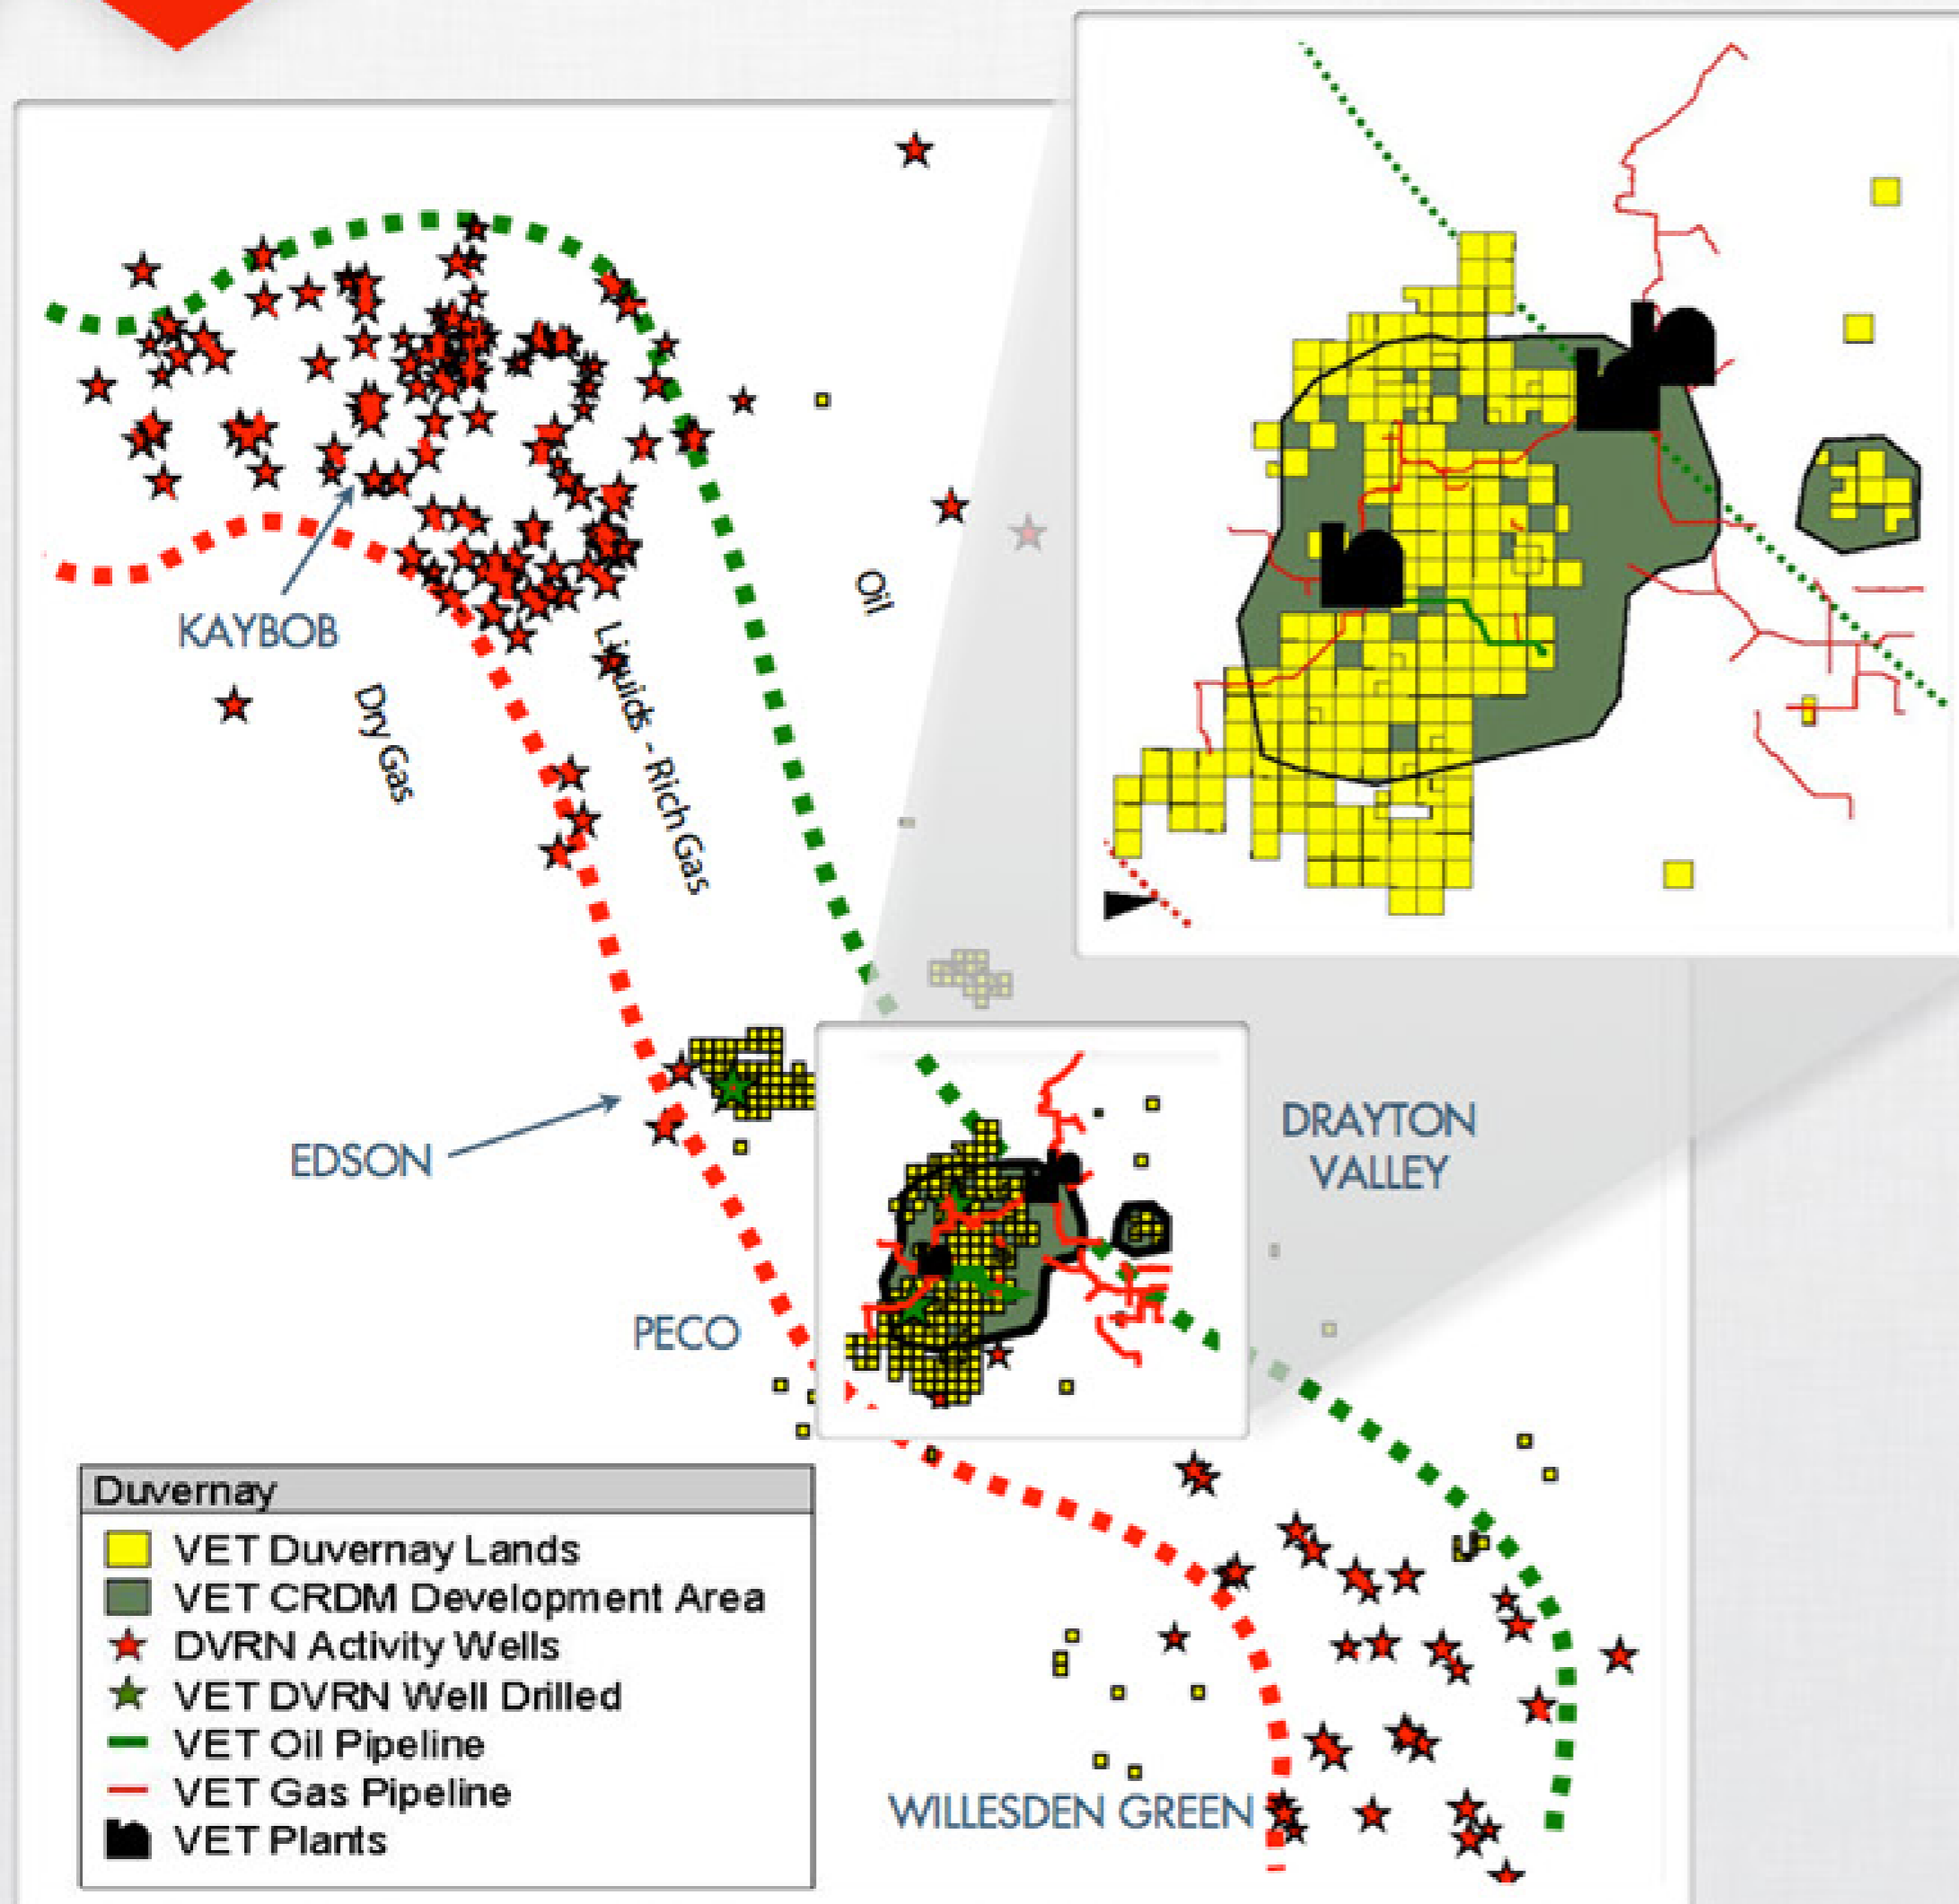 Oil
KAYBOB
Liquids - Rich Gas
Dry Gas
EDSON
DRAYTON
VALLEY
PECO
Duvernay
VET Duvernay Lands
VET CRDM Development Area
DVRN Activity Wells
VET DVRN Well Drilled
VET Oil Pipeline
VET Gas Pipeline
VET Plants
WILLESDEN GREEN